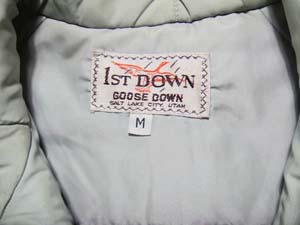 1ST DOWN
GOOSE DOWN
SALT LAKE CITY, UTAH
M